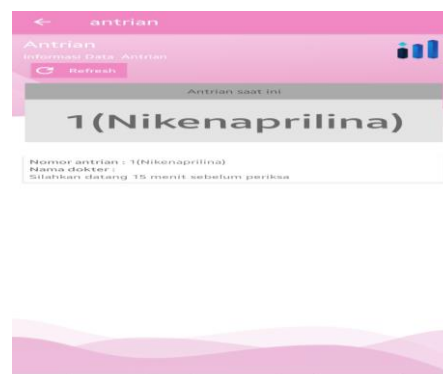 antrian
Antrian
Informasi Data Antrian
Refresh
Antrian saat ini
1(Nikenaprilina)
Nomor antrian : 1(Nikenaprilina)
Nama dokter :
Silahkan datang 15 menit sebelum periksa